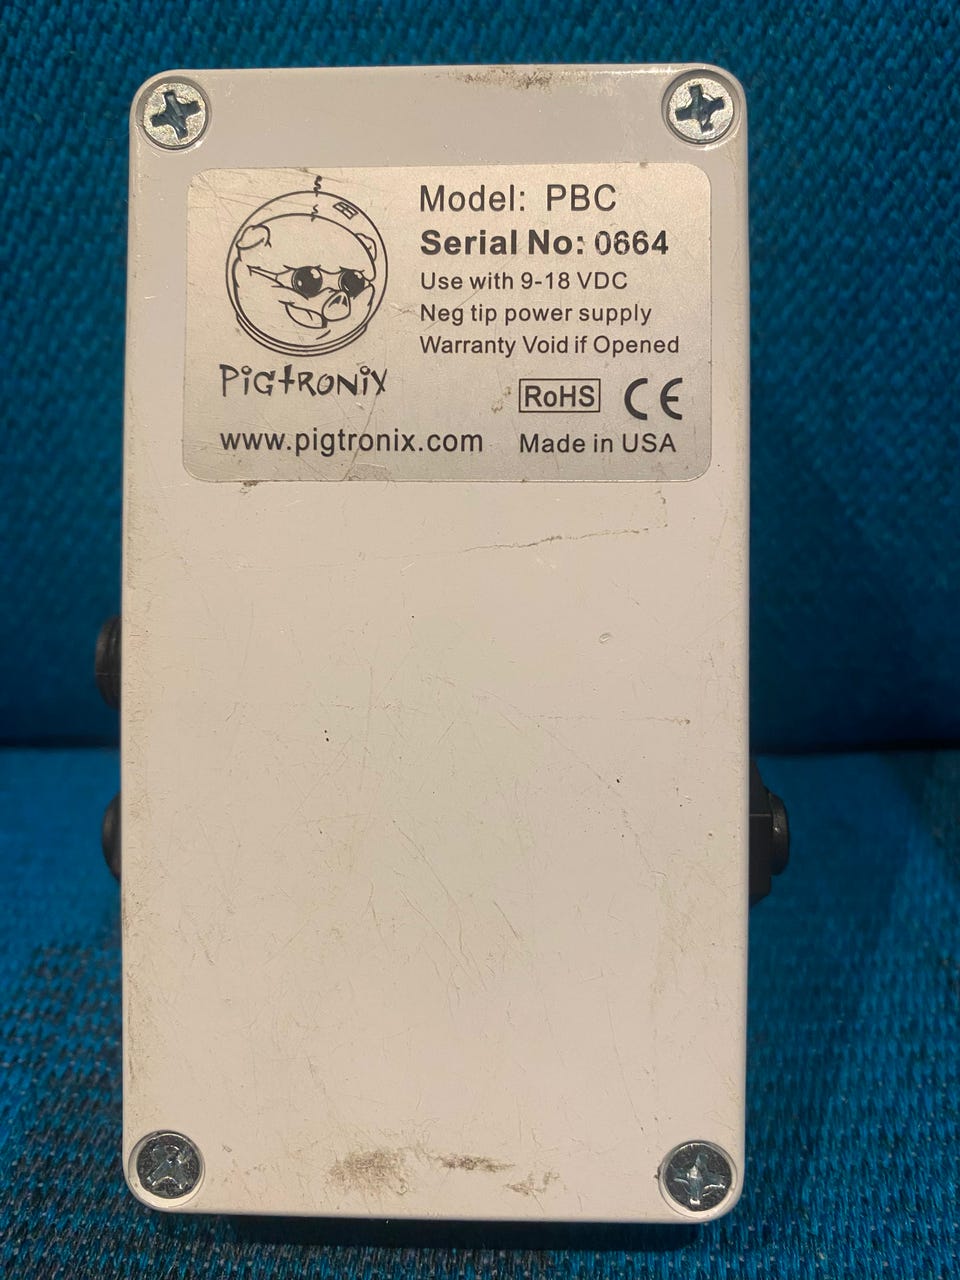 Model: PBC
Serial No: 0664
Use with 9-18 VDC
Neg tip power supply
Warranty Void if Opened
PiGtRONiX
RoHS CE
www.pigtronix.com Made in USA